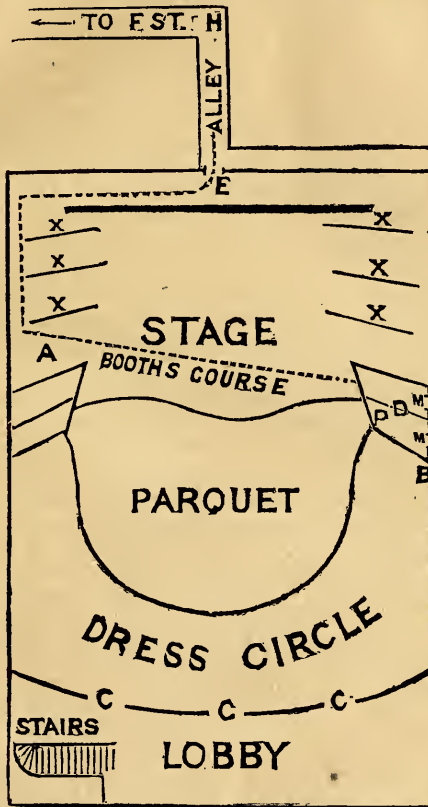 ← TO F ST. H
ALLEY
E
X X
X X
X X
STAGE
A
BOOTHS COURSE
D D M
M
B
PARQUET
DRESS CIRCLE
C C C
STAIRS
LOBBY